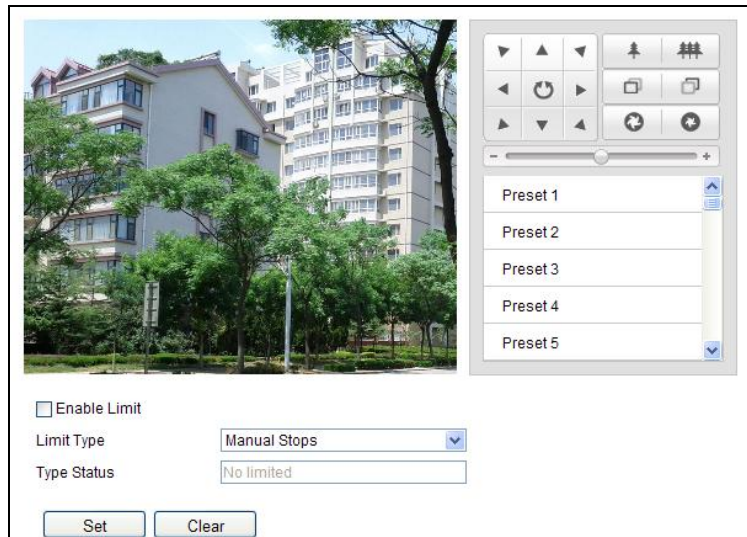 Preset 1
Preset 2
Preset 3
Preset 4
Preset 5
Enable Limit
Limit Type Manual Stops
Type Status No limited
Set Clear